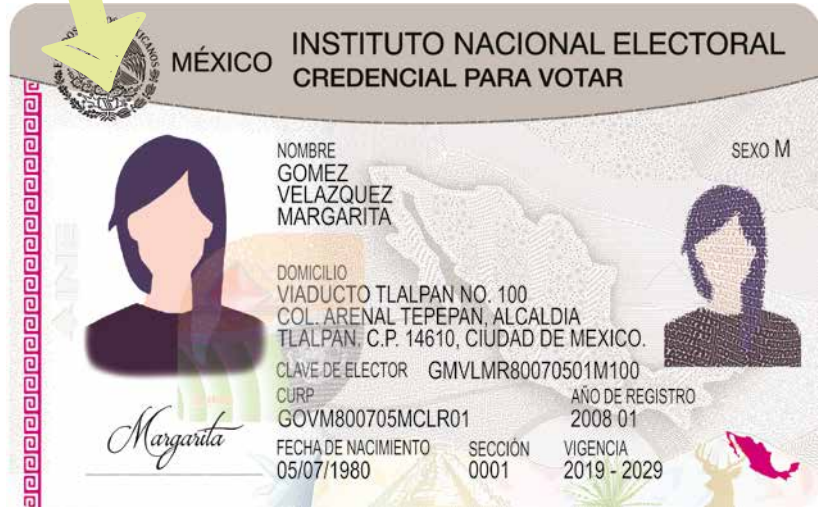 MÉXICO
INSTITUTO NACIONAL ELECTORAL
CREDENCIAL PARA VOTAR
NOMBRE
GOMEZ
VELAZQUEZ
MARGARITA
SEXO M
DOMICILIO
VIADUCTO TLALPAN NO. 100
COL. ARENAL TEPEPAN, ALCALDIA
TLALPAN, C.P. 14610, CIUDAD DE MEXICO.
CLAVE DE ELECTOR GMVLMR80070501M100
CURP
GOVM800705MCLR01
AÑO DE REGISTRO
2008 01
FECHA DE NACIMIENTO
05/07/1980
SECCIÓN
0001
VIGENCIA
2019 - 2029
Margarita
INE